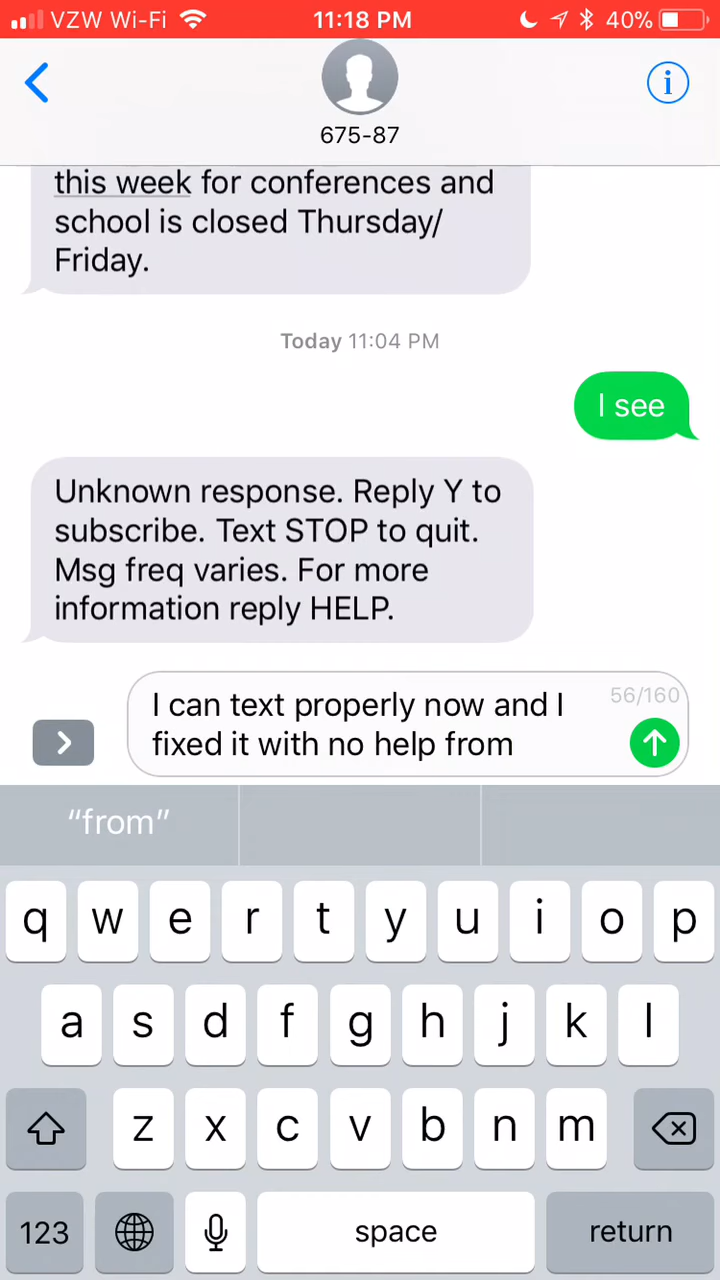 VZW Wi-Fi 11:18 PM 40%
675-87
this week for conferences and
school is closed Thursday/
Friday.
Today 11:04 PM
I see
Unknown response. Reply Y to
subscribe. Text STOP to quit.
Msg freq varies. For more
information reply HELP.
56/160
I can text properly now and I
fixed it with no help from
“from”
q w e r t y u i o p
a s d f g h j k l
z x c v b n m
123 space return